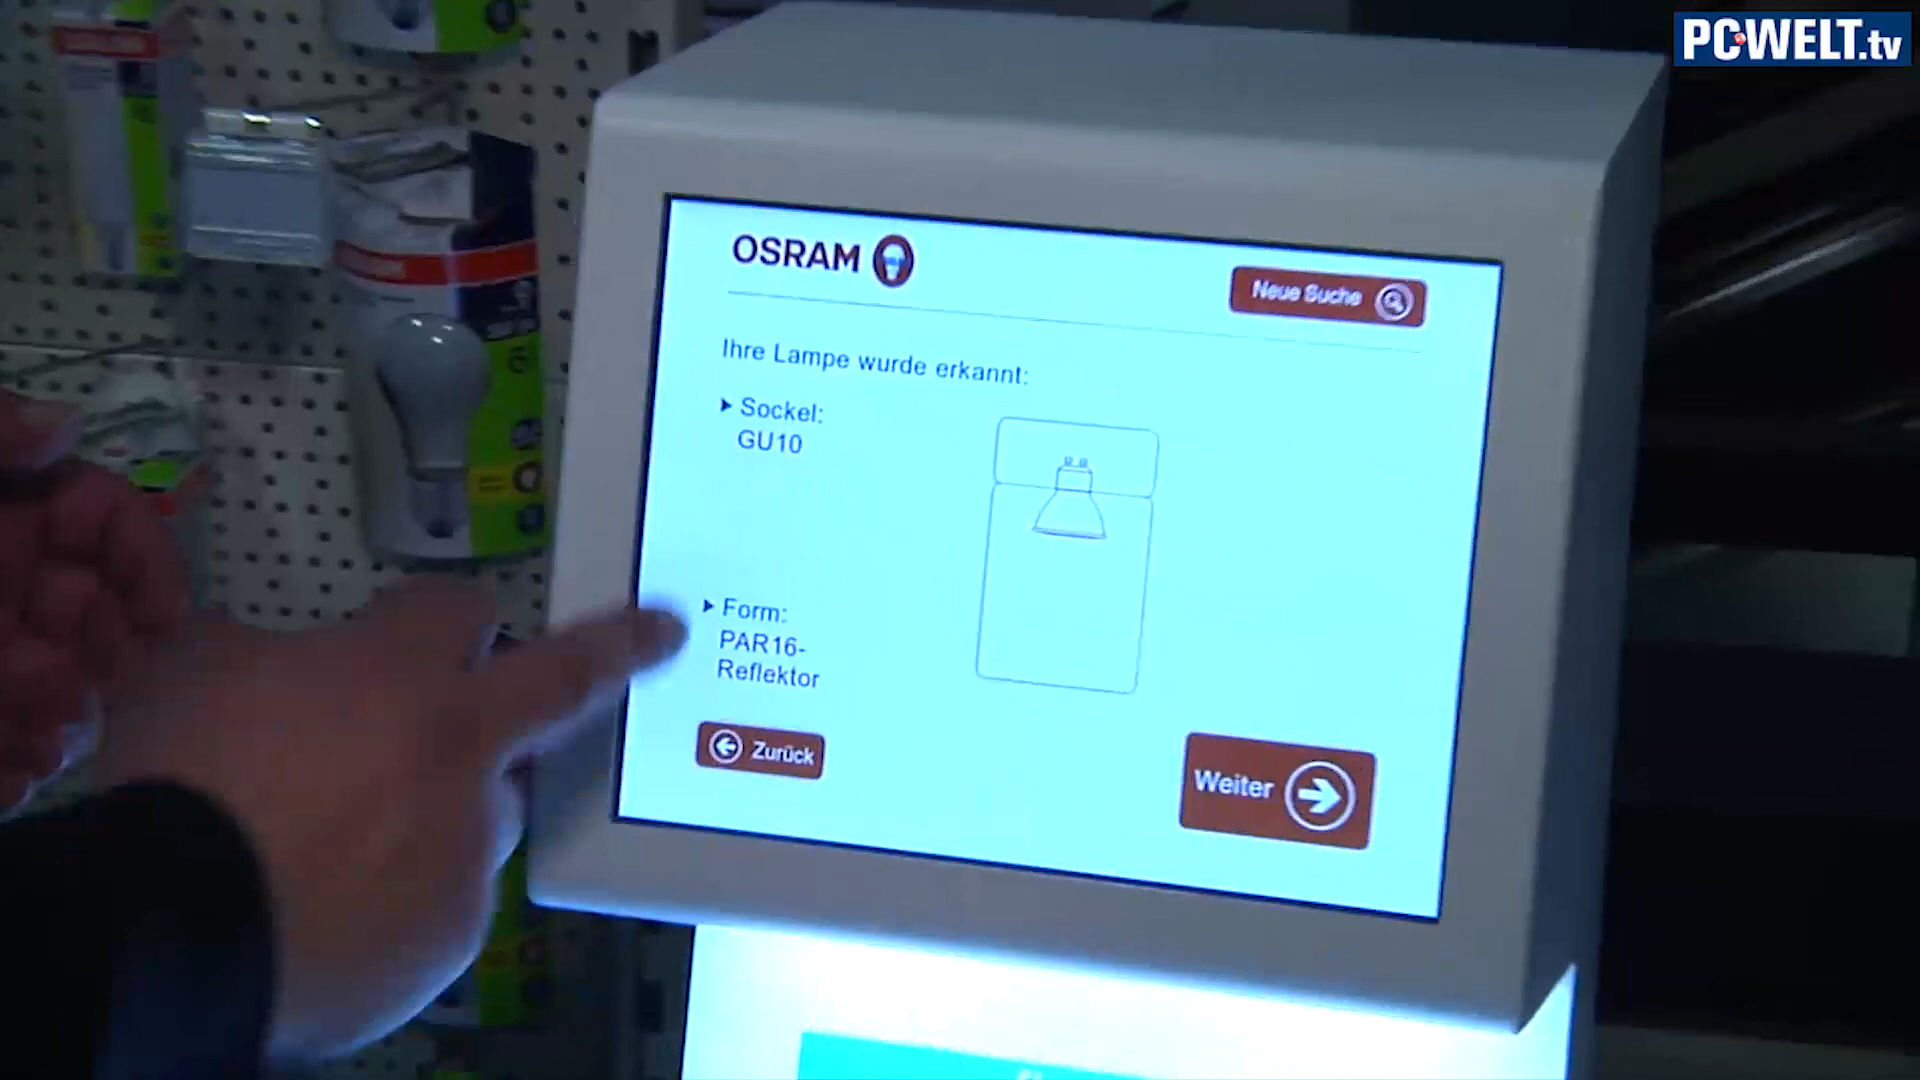 PCWELT.tv
OSRAM
Neue Suche
Ihre Lampe wurde erkannt:
Sockel:
GU10
Form:
PAR16-
Reflektor
Zurück
Weiter